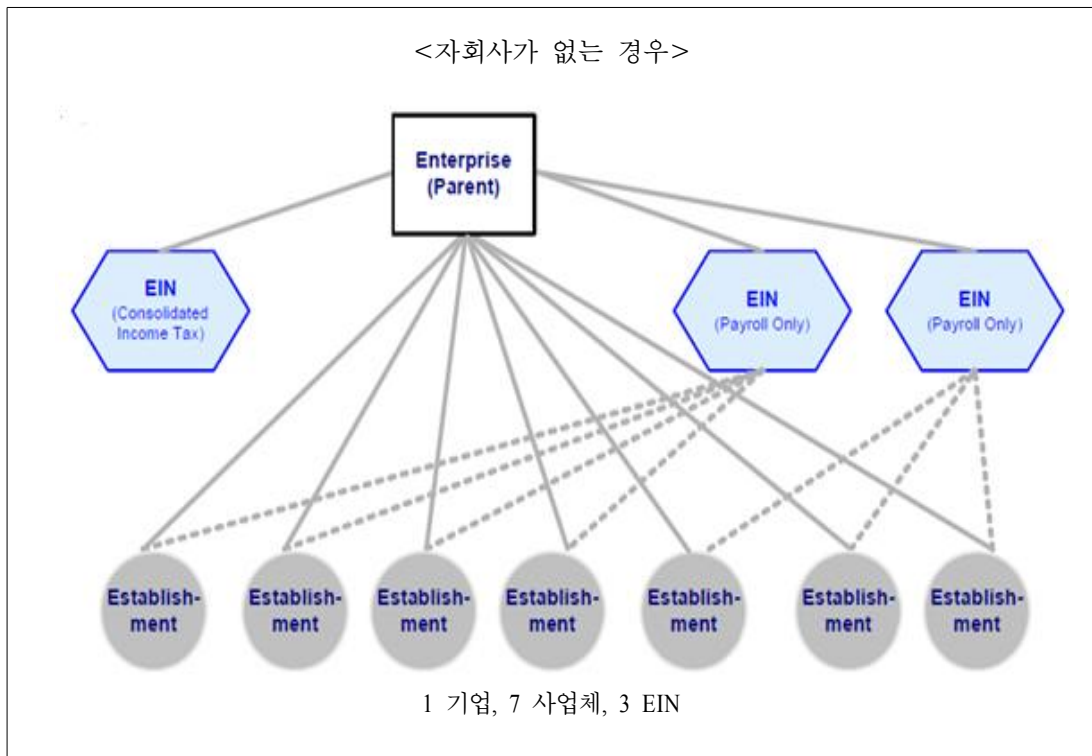 <자회사가 없는 경우>
Enterprise
(Parent)
EIN
(Consolidated
Income Tax)
EIN
(Payroll Only)
EIN
(Payroll Only)
Establish-
ment
Establish-
ment
Establish-
ment
Establish-
ment
Establish-
ment
Establish-
ment
Establish-
ment
1 기업, 7 사업체, 3 EIN